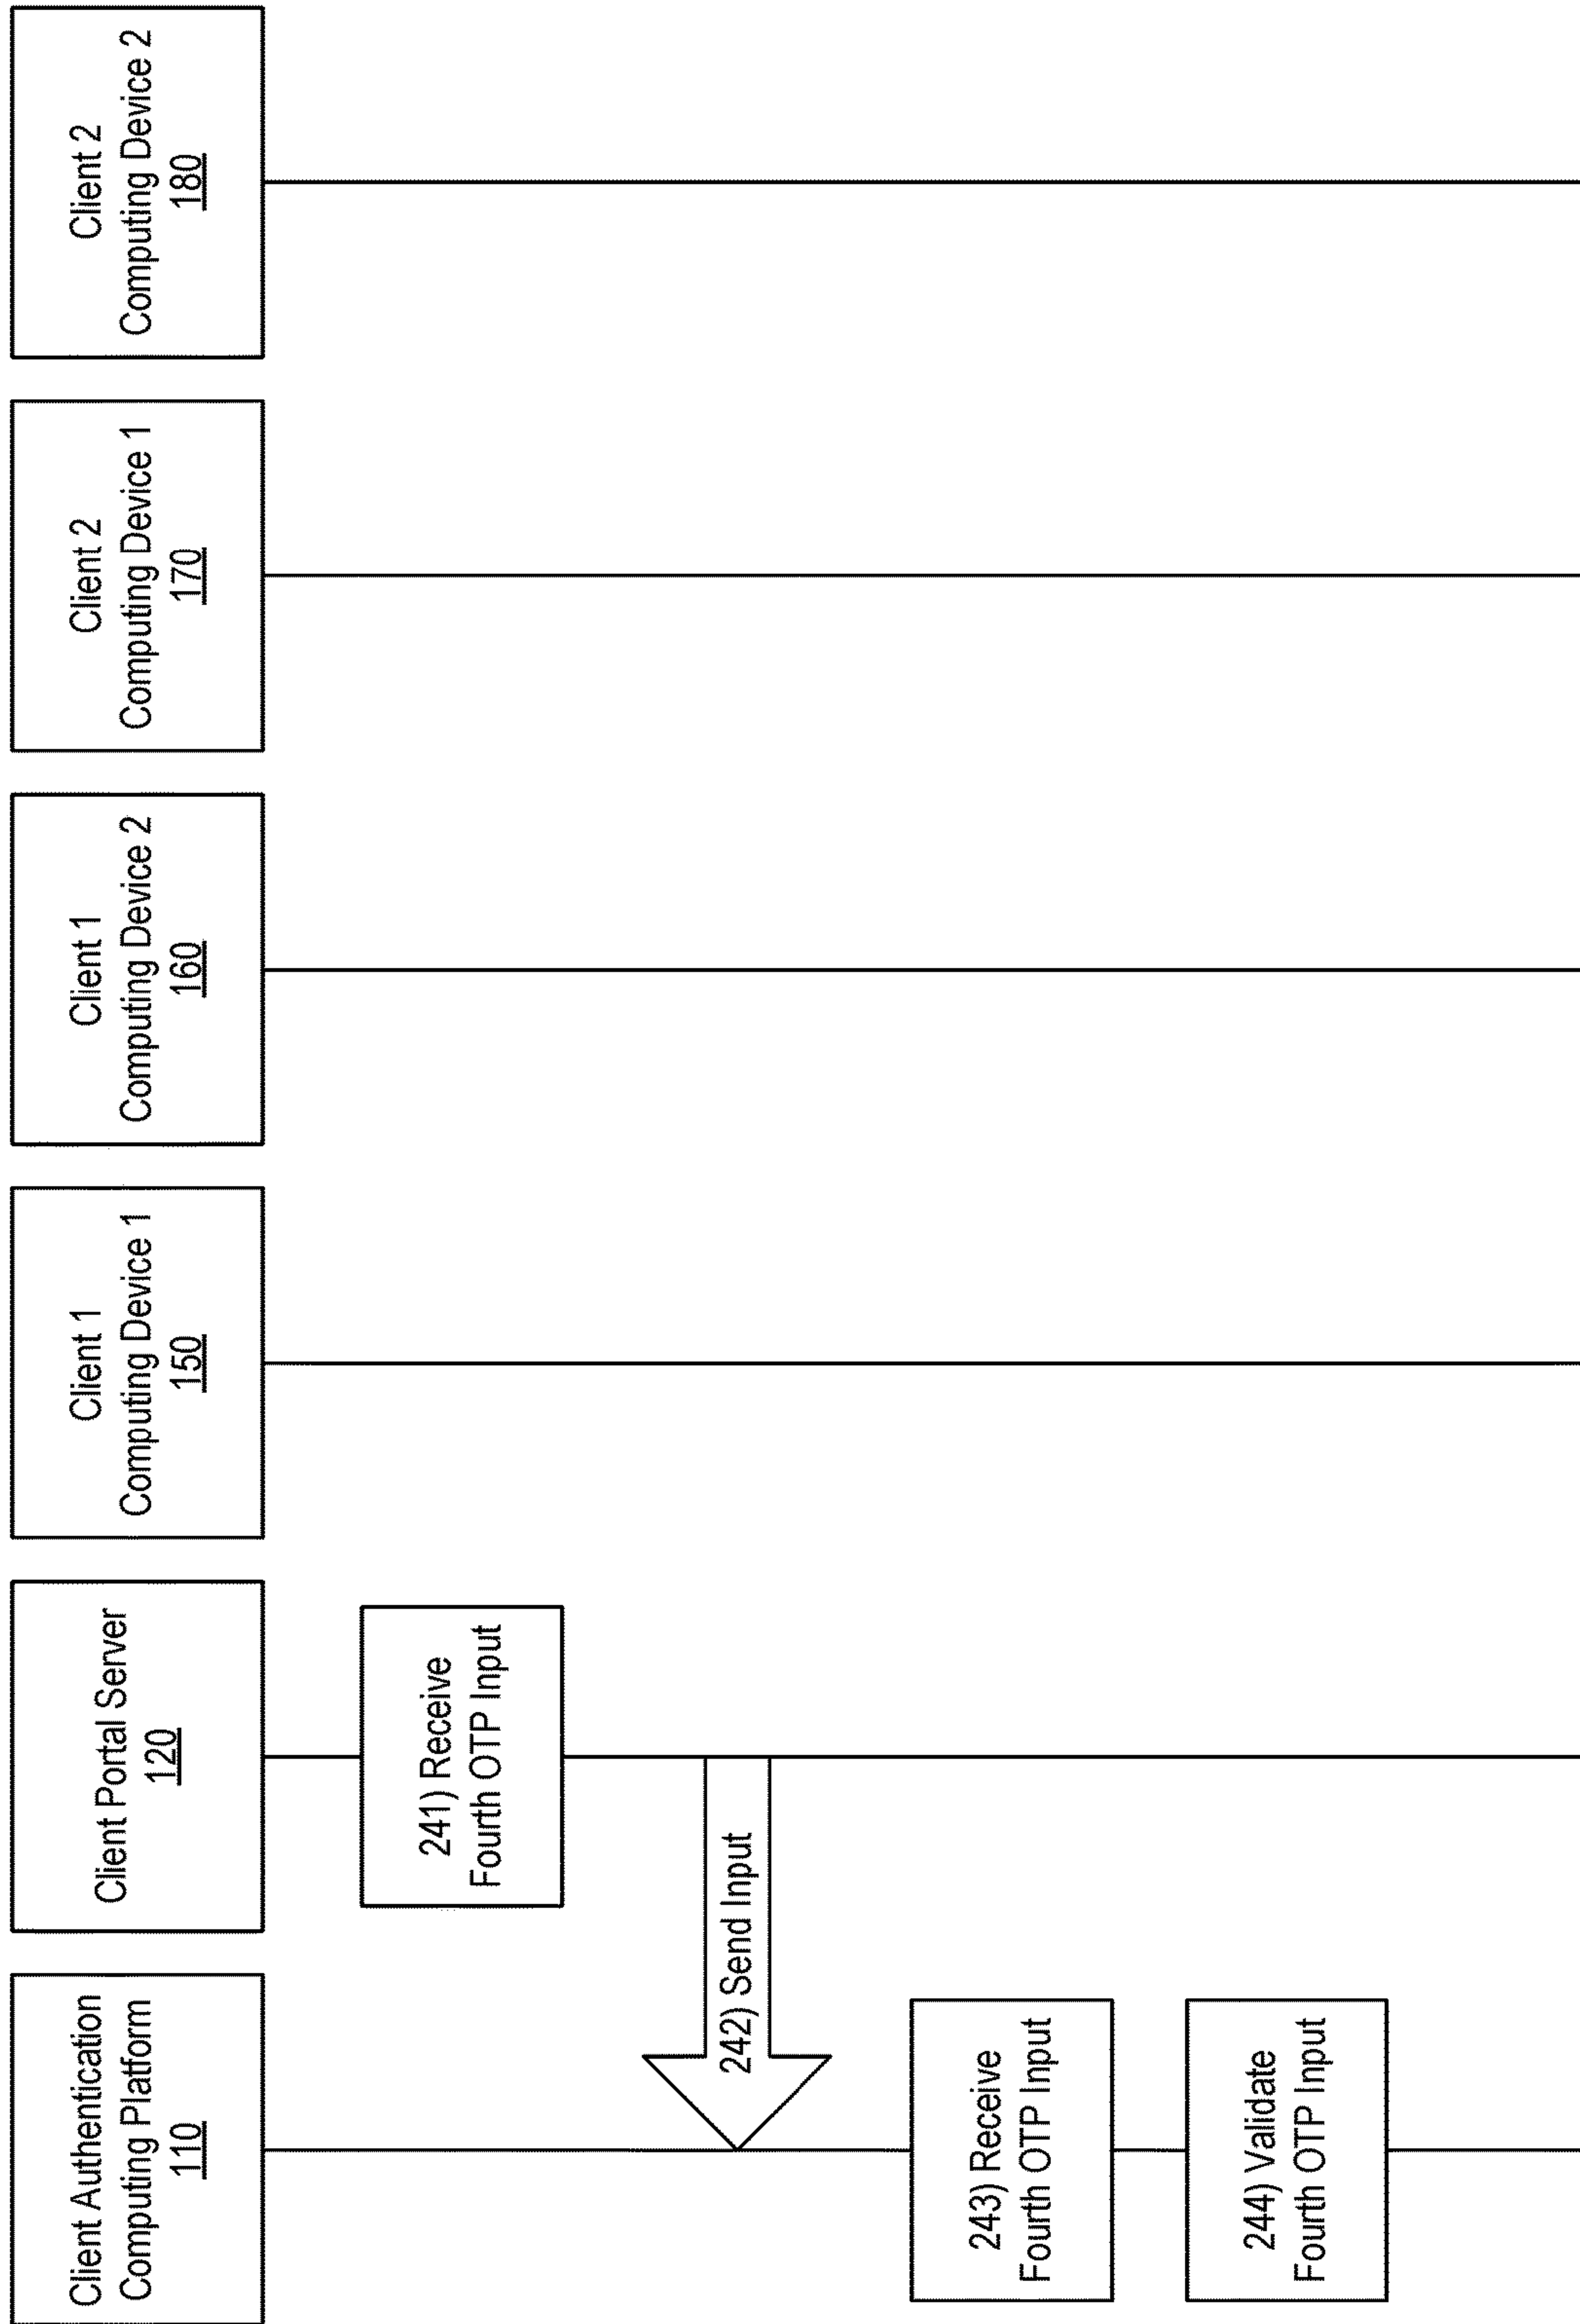 Client Authentication
Computing Platform
110
Client Portal Server
120
Client 1
Computing Device 1
150
Client 1
Computing Device 2
160
Client 2
Computing Device 1
170
Client 2
Computing Device 2
180
241) Receive
Fourth OTP Input
242) Send Input
243) Receive
Fourth OTP Input
244) Validate
Fourth OTP Input